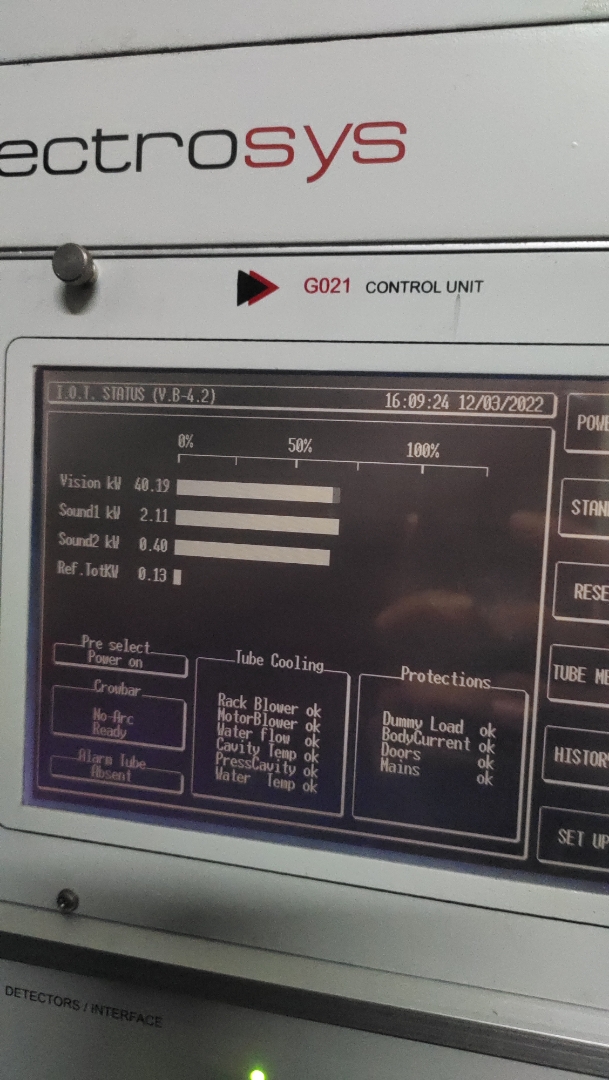 ectrosys
G021 CONTROL UNIT
I.O.T. STATUS (V.B-4.2) 16:09:24 12/03/2022
0% 50% 100%
Vision kW 40.19
Sound1 kW 2.11
Sound2 kW 0.40
Ref.TotKW 0.13
POWE
STAN
RESE
TUBE ME
HISTOR
SET UP
Pre select
Power on
Crowbar
No-Arc
Ready
Alarm Tube
Absent
Tube Cooling
Rack Blower ok
MotorBlower ok
Water flow ok
Cavity Temp ok
PressCavity ok
Water Temp ok
Protections
Dummy Load ok
BodyCurrent ok
Doors ok
Mains ok
DETECTORS / INTERFACE